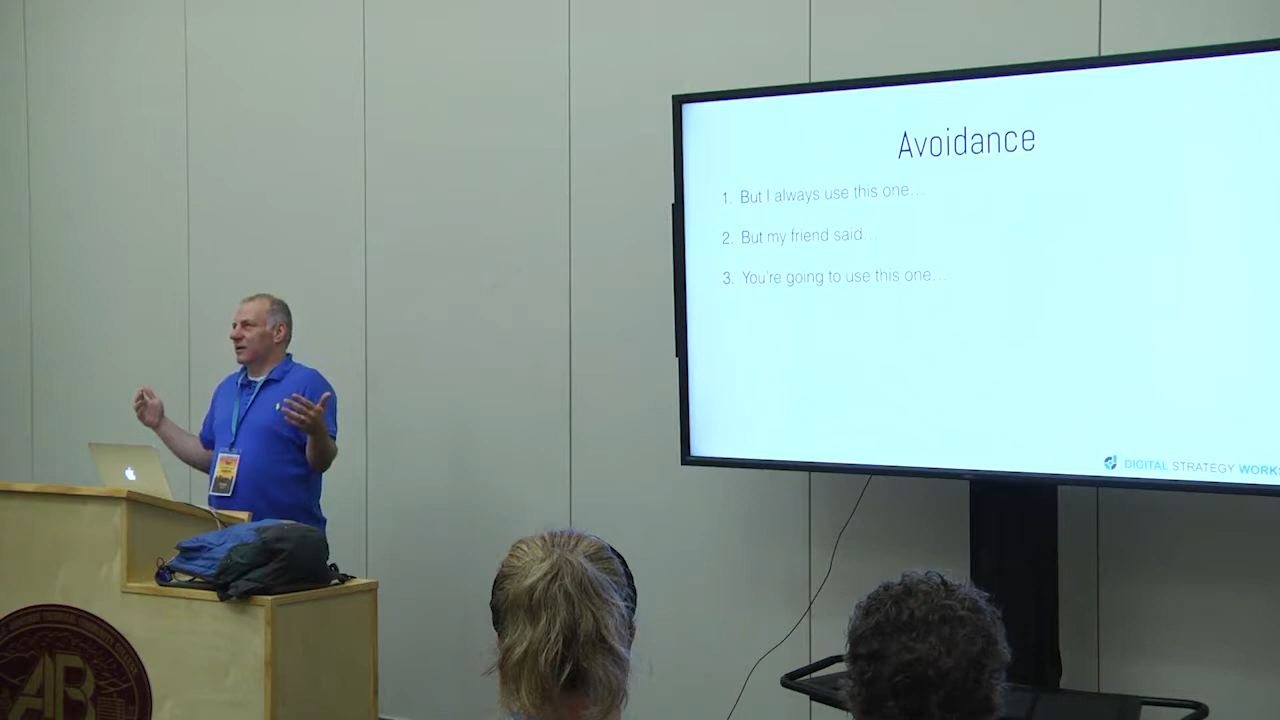 Avoidance
1. But I always use this one...
2. But my friend said...
3. You're going to use this one...
DIGITAL STRATEGY WORKS
AB